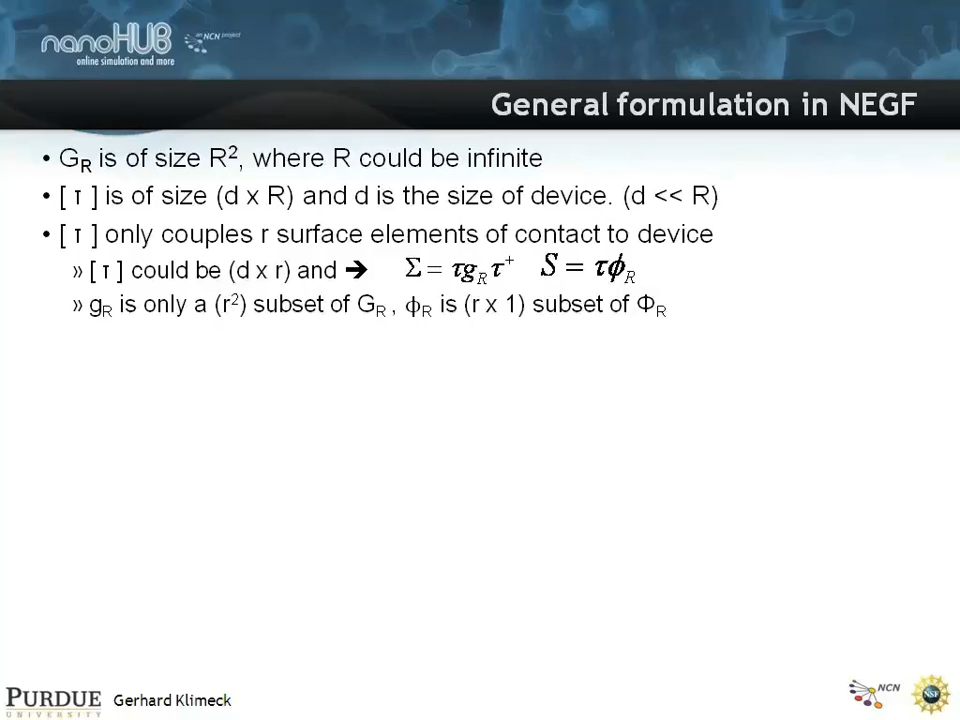 nanoHUB
an NCN project
online simulation and more
General formulation in NEGF
• G_R is of size R², where R could be infinite
• [ τ ] is of size (d x R) and d is the size of device. (d << R)
• [ τ ] only couples r surface elements of contact to device
» [ τ ] could be (d x r) and ➔ Σ = τg_Rτ⁺ S = τϕ_R
» g_R is only a (r²) subset of G_R , ϕ_R is (r x 1) subset of Φ_R
PURDUE
UNIVERSITY
Gerhard Klimeck
NCN
NSF